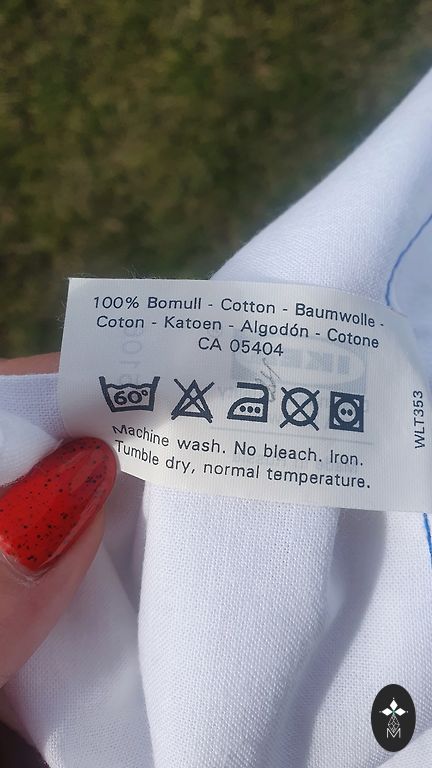 100% Bomull - Cotton - Baumwolle -
Coton - Katoen - Algodón - Cotone
CA 05404
60°
Machine wash. No bleach. Iron.
Tumble dry, normal temperature.
WLT353
M